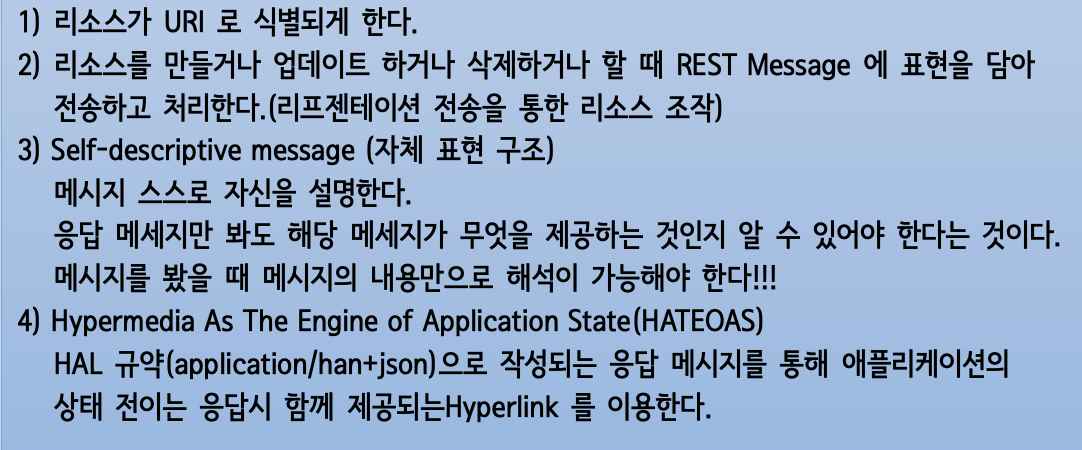 1) 리소스가 URI 로 식별되게 한다.
2) 리소스를 만들거나 업데이트 하거나 삭제하거나 할 때 REST Message 에 표현을 담아
전송하고 처리한다.(리프젠테이션 전송을 통한 리소스 조작)
3) Self-descriptive message (자체 표현 구조)
메시지 스스로 자신을 설명한다.
응답 메세지만 봐도 해당 메세지가 무엇을 제공하는 것인지 알 수 있어야 한다는 것이다.
메시지를 봤을 때 메시지의 내용만으로 해석이 가능해야 한다!!!
4) Hypermedia As The Engine of Application State(HATEOAS)
HAL 규약(application/han+json)으로 작성되는 응답 메시지를 통해 애플리케이션의
상태 전이는 응답시 함께 제공되는Hyperlink 를 이용한다.